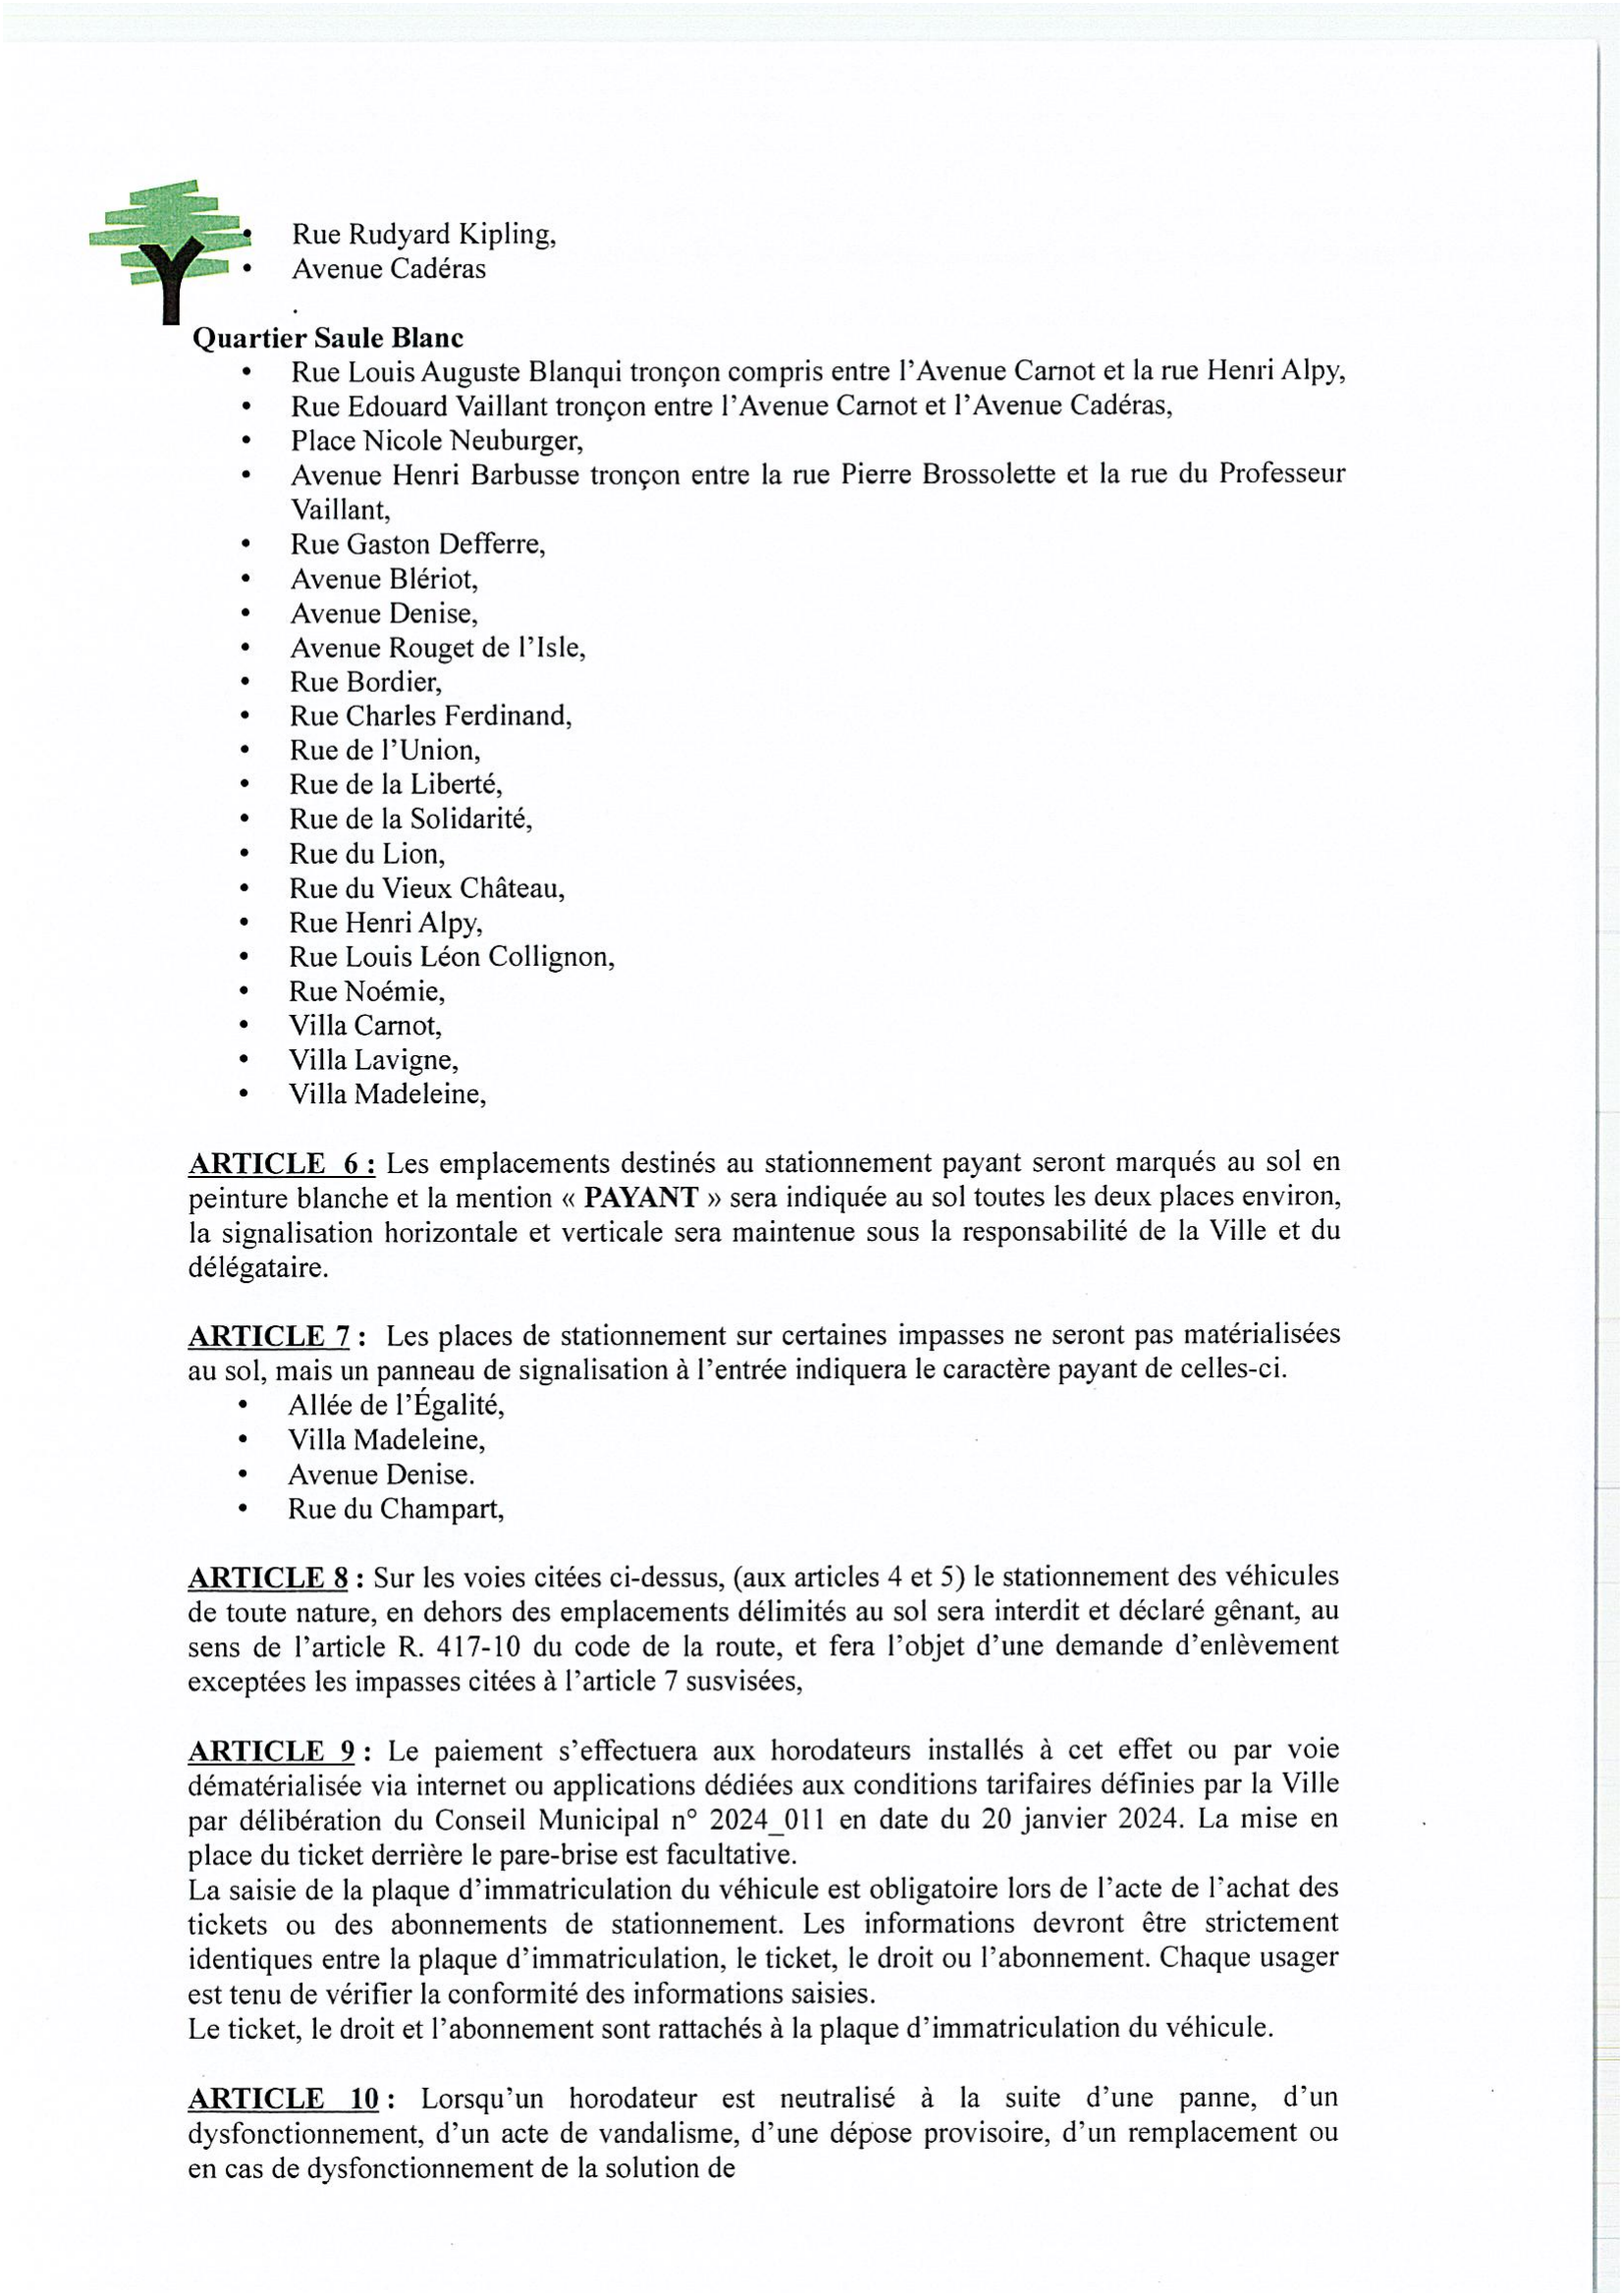 • Rue Rudyard Kipling,
• Avenue Cadéras
.
Quartier Saule Blanc
• Rue Louis Auguste Blanqui tronçon compris entre l’Avenue Carnot et la rue Henri Alpy,
• Rue Edouard Vaillant tronçon entre l’Avenue Carnot et l’Avenue Cadéras,
• Place Nicole Neuburger,
• Avenue Henri Barbusse tronçon entre la rue Pierre Brossolette et la rue du Professeur
Vaillant,
• Rue Gaston Defferre,
• Avenue Blériot,
• Avenue Denise,
• Avenue Rouget de l’Isle,
• Rue Bordier,
• Rue Charles Ferdinand,
• Rue de l’Union,
• Rue de la Liberté,
• Rue de la Solidarité,
• Rue du Lion,
• Rue du Vieux Château,
• Rue Henri Alpy,
• Rue Louis Léon Collignon,
• Rue Noémie,
• Villa Carnot,
• Villa Lavigne,
• Villa Madeleine,
ARTICLE 6 : Les emplacements destinés au stationnement payant seront marqués au sol en
peinture blanche et la mention « PAYANT » sera indiquée au sol toutes les deux places environ,
la signalisation horizontale et verticale sera maintenue sous la responsabilité de la Ville et du
délégataire.
ARTICLE 7 : Les places de stationnement sur certaines impasses ne seront pas matérialisées
au sol, mais un panneau de signalisation à l’entrée indiquera le caractère payant de celles-ci.
• Allée de l’Égalité,
• Villa Madeleine,
• Avenue Denise.
• Rue du Champart,
ARTICLE 8 : Sur les voies citées ci-dessus, (aux articles 4 et 5) le stationnement des véhicules
de toute nature, en dehors des emplacements délimités au sol sera interdit et déclaré gênant, au
sens de l’article R. 417-10 du code de la route, et fera l’objet d’une demande d’enlèvement
exceptées les impasses citées à l’article 7 susvisées,
ARTICLE 9 : Le paiement s’effectuera aux horodateurs installés à cet effet ou par voie
dématérialisée via internet ou applications dédiées aux conditions tarifaires définies par la Ville
par délibération du Conseil Municipal n° 2024_011 en date du 20 janvier 2024. La mise en
place du ticket derrière le pare-brise est facultative.
La saisie de la plaque d’immatriculation du véhicule est obligatoire lors de l’acte de l’achat des
tickets ou des abonnements de stationnement. Les informations devront être strictement
identiques entre la plaque d’immatriculation, le ticket, le droit ou l’abonnement. Chaque usager
est tenu de vérifier la conformité des informations saisies.
Le ticket, le droit et l’abonnement sont rattachés à la plaque d’immatriculation du véhicule.
ARTICLE 10 : Lorsqu’un horodateur est neutralisé à la suite d’une panne, d’un
dysfonctionnement, d’un acte de vandalisme, d’une dépose provisoire, d’un remplacement ou
en cas de dysfonctionnement de la solution de